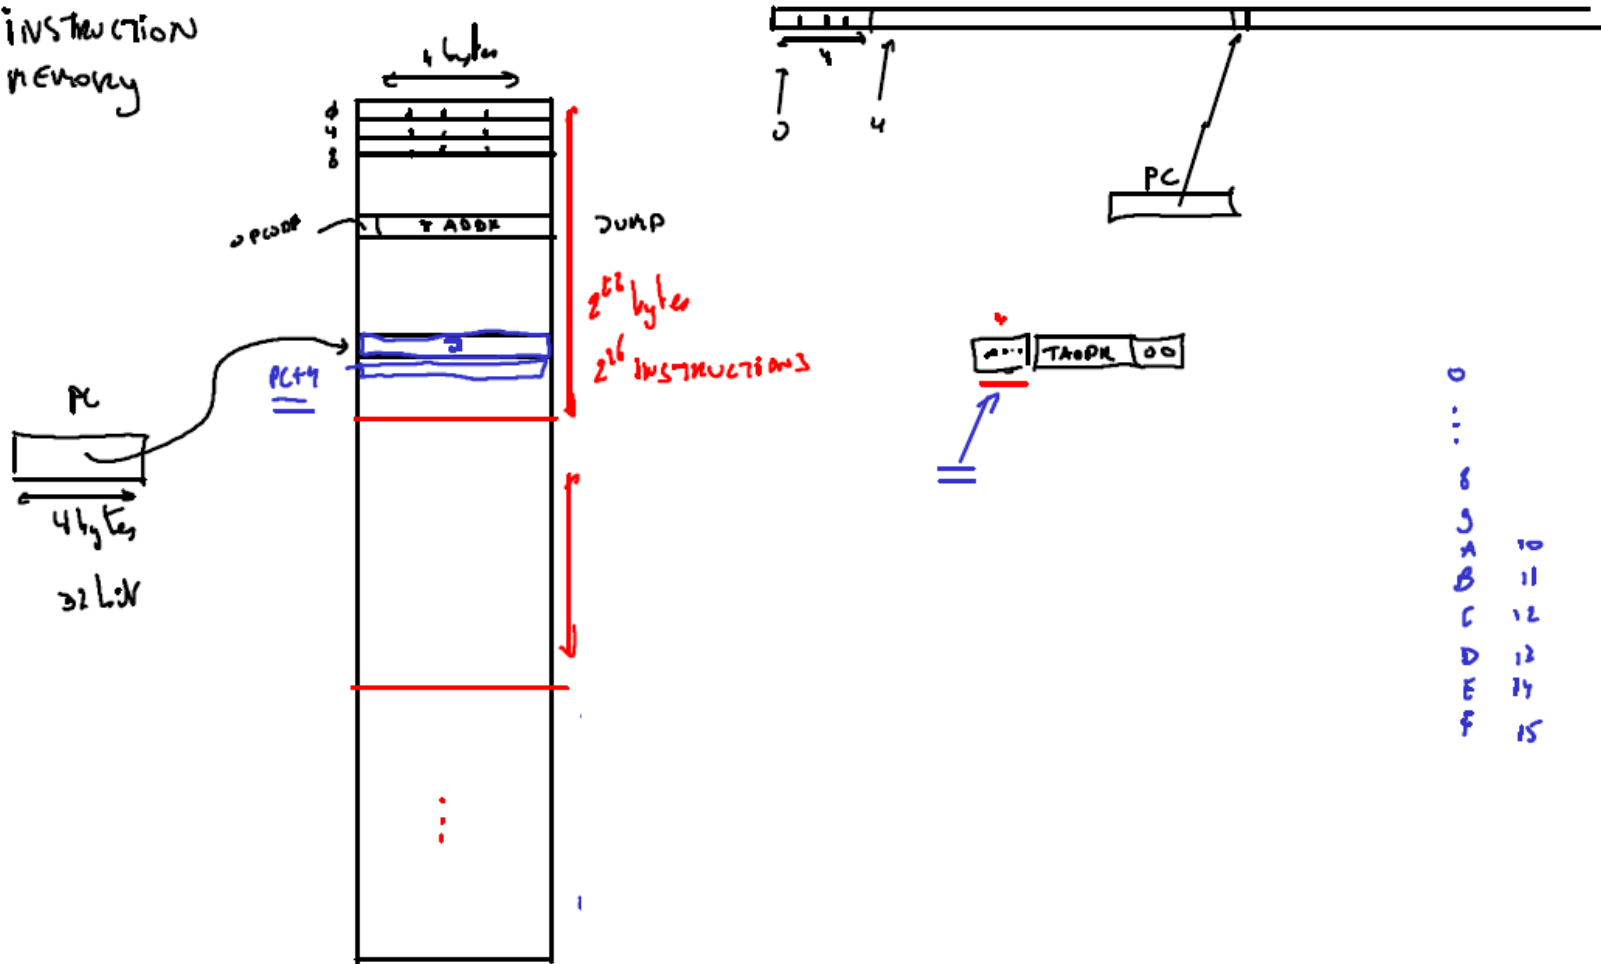 INSTRUCTION
MEMORY
4 bytes
0
4
8
OPCODE
TADDR
JUMP
2^28 bytes
2^26 INSTRUCTIONS
J
PC+4
PC
4 bytes
32 bit
4
0
4
PC
4
.... TADDR 00
0
8
9
A 10
B 11
C 12
D 13
E 14
F 15